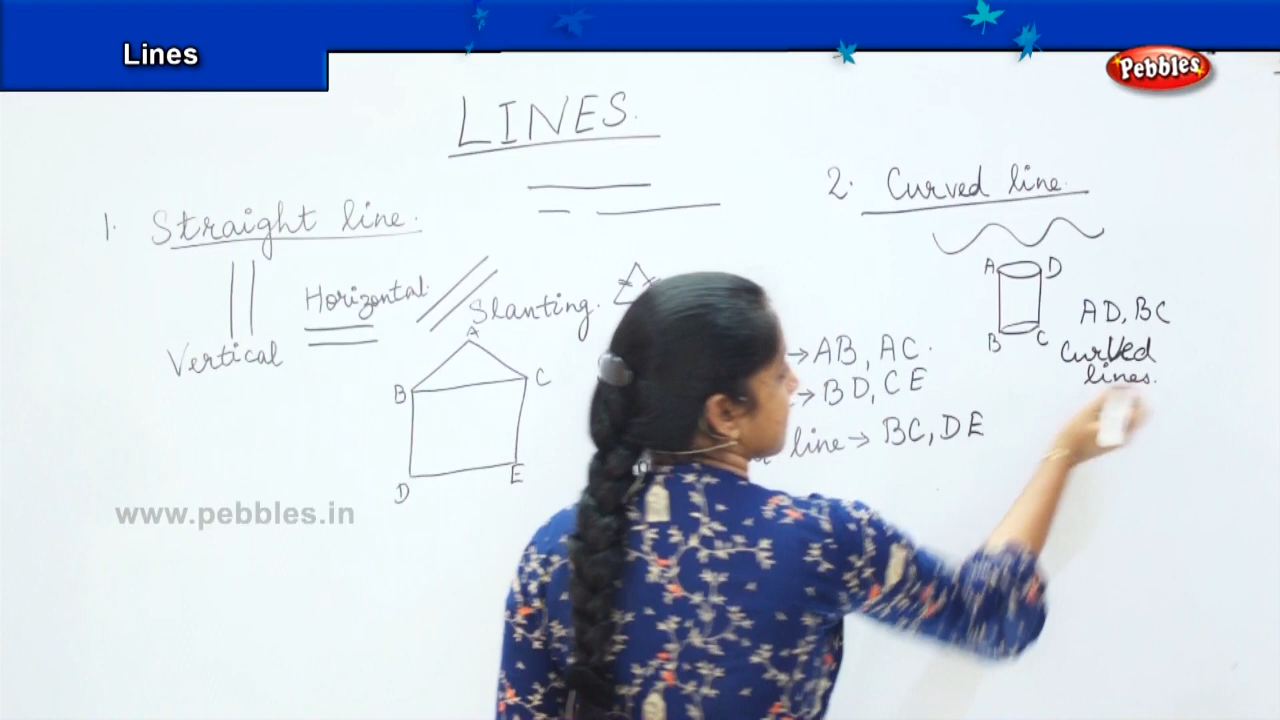 Lines
Pebbles
LINES.
1. Straight line.
Vertical
Horizontal
Slanting.
A
B
C
D
E
→ AB, AC.
→ BD, CE
line → BC, DE
2. Curved line.
A D
B C
AD, BC
Curved
lines.
www.pebbles.in